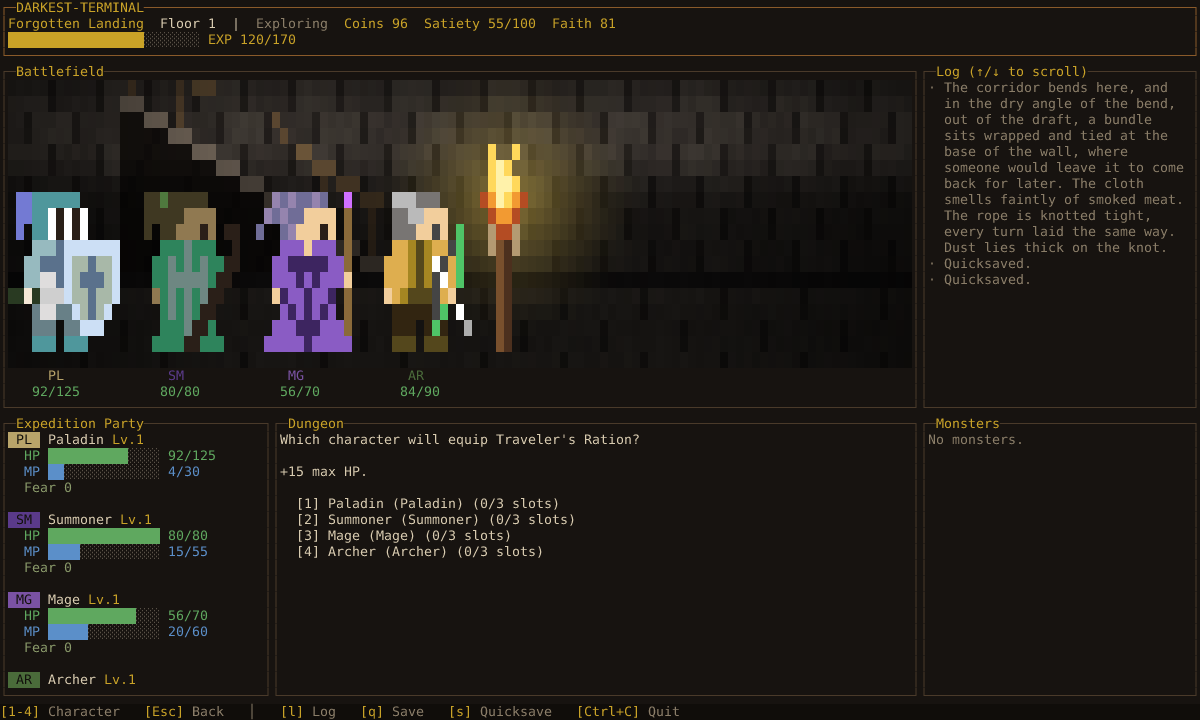 DARKEST-TERMINAL
Forgotten Landing  Floor 1  |  Exploring  Coins 96  Satiety 55/100  Faith 81
EXP 120/170
Battlefield
PL  SM  MG  AR
92/125  80/80  56/70  84/90
Log (↑/↓ to scroll)
· The corridor bends here, and
in the dry angle of the bend,
out of the draft, a bundle
sits wrapped and tied at the
base of the wall, where
someone would leave it to come
back for later. The cloth
smells faintly of smoked meat.
The rope is knotted tight,
every turn laid the same way.
Dust lies thick on the knot.
· Quicksaved.
· Quicksaved.
Expedition Party
PL Paladin Lv.1
HP 92/125
MP 4/30
Fear 0
SM Summoner Lv.1
HP 80/80
MP 15/55
Fear 0
MG Mage Lv.1
HP 56/70
MP 20/60
Fear 0
AR Archer Lv.1
Dungeon
Which character will equip Traveler's Ration?
+15 max HP.
[1] Paladin (Paladin) (0/3 slots)
[2] Summoner (Summoner) (0/3 slots)
[3] Mage (Mage) (0/3 slots)
[4] Archer (Archer) (0/3 slots)
Monsters
No monsters.
[1-4] Character  [Esc] Back  |  [l] Log  [q] Save  [s] Quicksave  [Ctrl+C] Quit